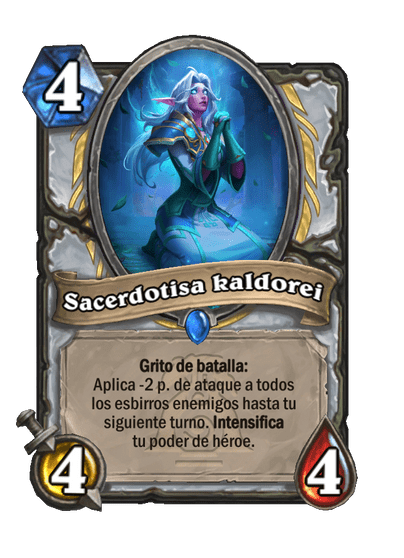 4
Sacerdotisa kaldorei
Grito de batalla:
Aplica -2 p. de ataque a todos
los esbirros enemigos hasta tu
siguiente turno. Intensifica
tu poder de héroe.
4
4